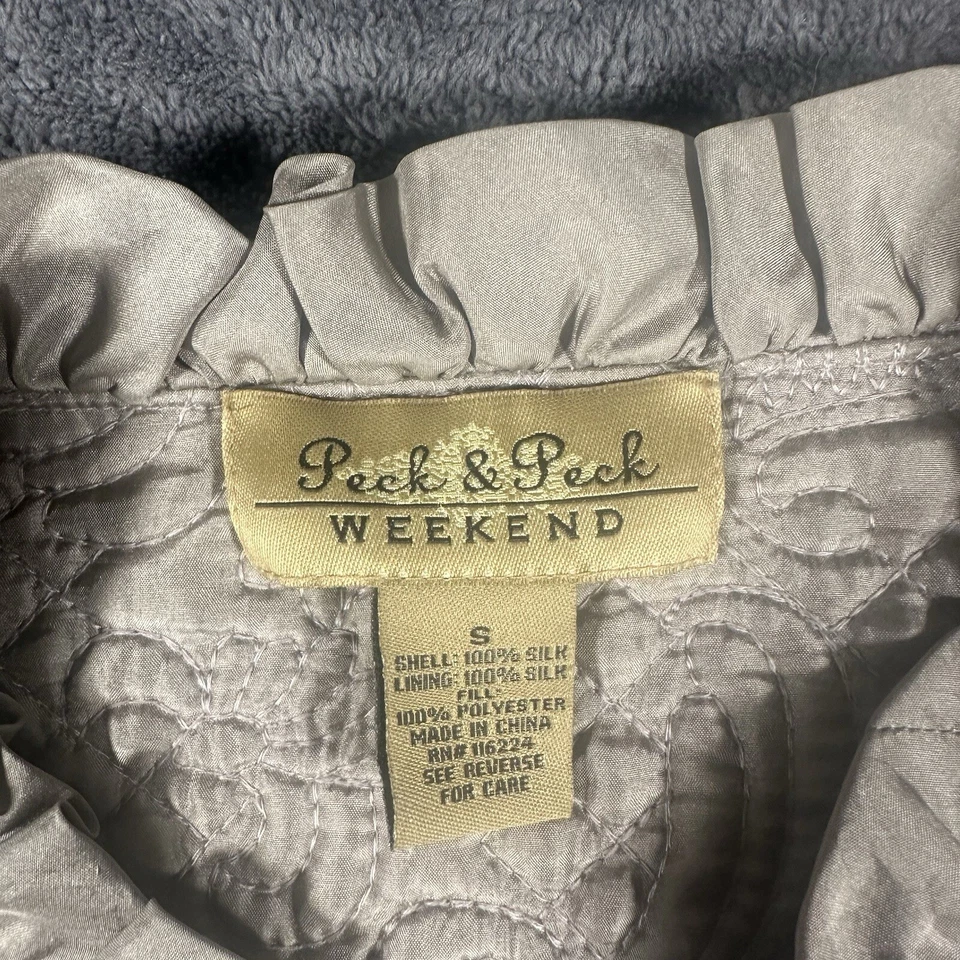 Peck & Peck
WEEKEND
S
SHELL: 100% SILK
LINING: 100% SILK
FILL:
100% POLYESTER
MADE IN CHINA
RN# 116224
SEE REVERSE
FOR CARE